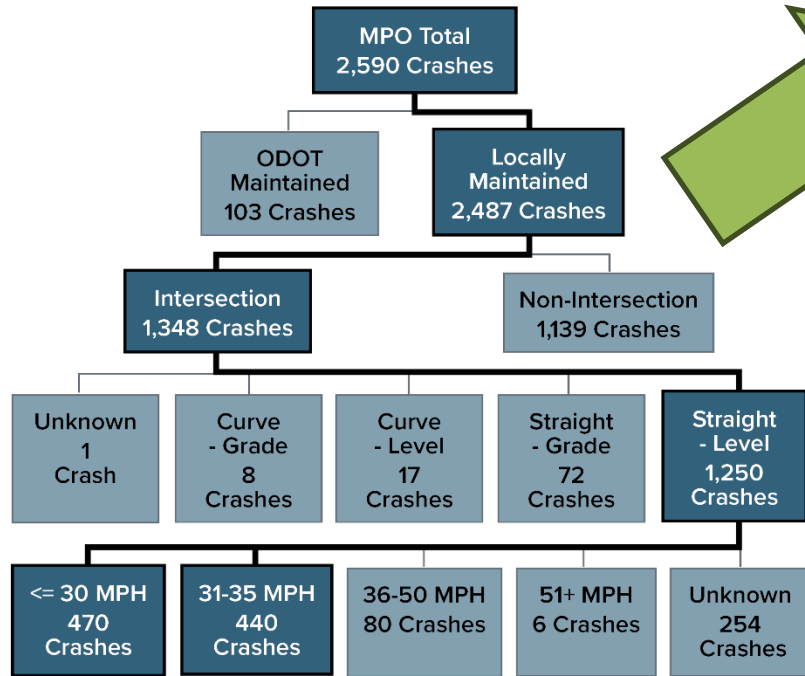 MPO Total
2,590 Crashes
ODOT
Maintained
103 Crashes
Locally
Maintained
2,487 Crashes
Intersection
1,348 Crashes
Non-Intersection
1,139 Crashes
Unknown
1
Crash
Curve
- Grade
8
Crashes
Curve
- Level
17
Crashes
Straight
- Grade
72
Crashes
Straight
- Level
1,250
Crashes
<= 30 MPH
470
Crashes
31-35 MPH
440
Crashes
36-50 MPH
80 Crashes
51+ MPH
6 Crashes
Unknown
254
Crashes